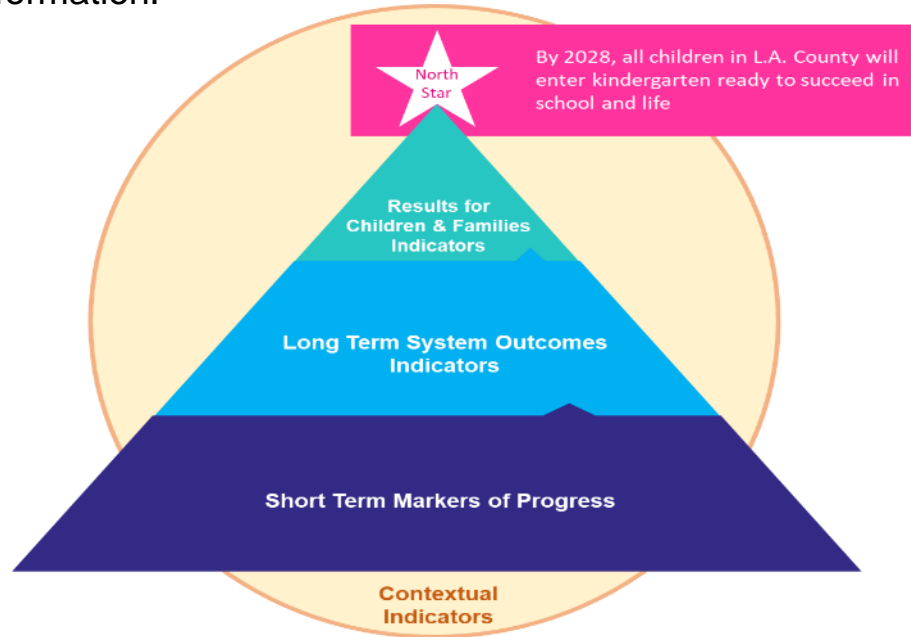 formation.
North
Star
By 2028, all children in L.A. County will
enter kindergarten ready to succeed in
school and life
Results for
Children & Families
Indicators
Long Term System Outcomes
Indicators
Short Term Markers of Progress
Contextual
Indicators